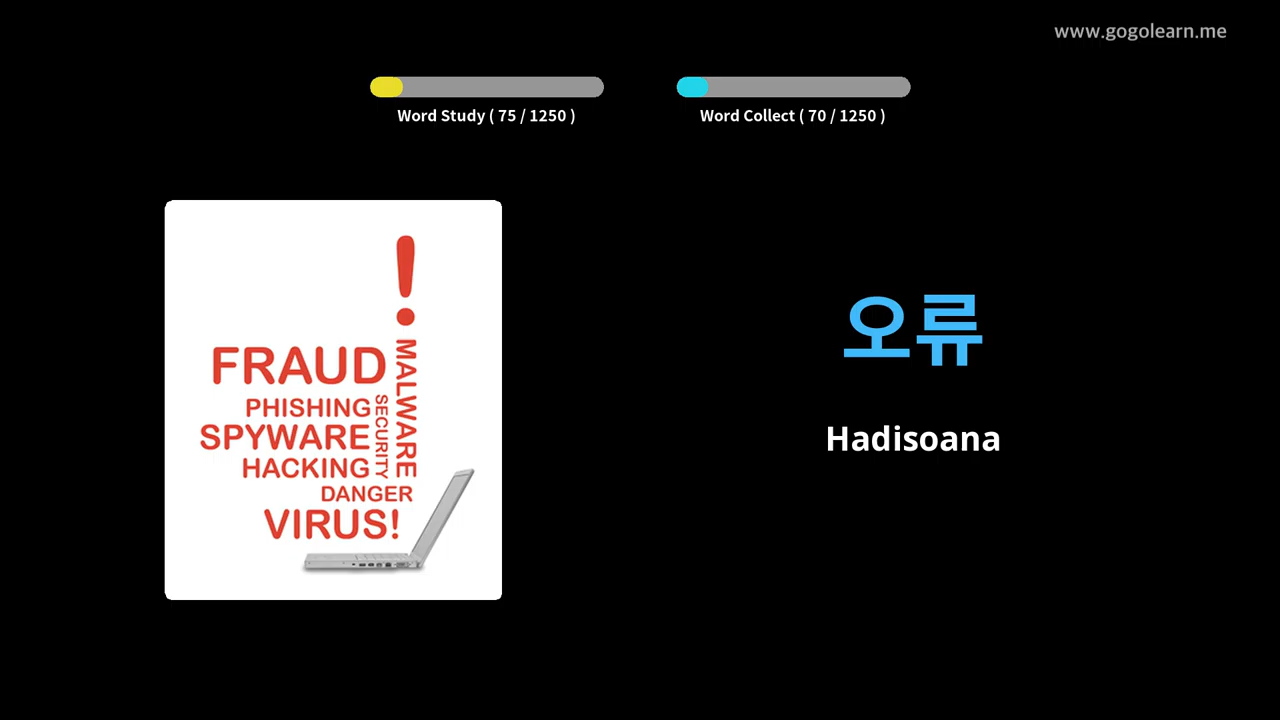 www.gogolearn.me
Word Study ( 75 / 1250 )
Word Collect ( 70 / 1250 )
!
FRAUD
MALWARE
PHISHING
SECURITY
SPYWARE
HACKING
DANGER
VIRUS!
오류
Hadisoana